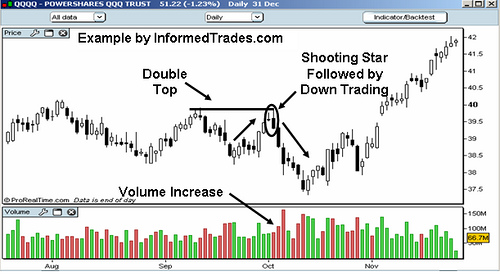 QQQQ - POWERSHARES QQQ TRUST 51.22 (-1.23%) Daily 31 Dec
All data
Daily
Indicator/Backtest
Price
Example by InformedTrades.com
Double
Top
Shooting Star
Followed by
Down Trading
42
41.5
41
40.5
40
39.5
39
38.5
38
37.5
© ProRealTime.com Data is end of day
Volume Increase
Volume
150M
100M
66.7M
50M
Aug
Sep
Oct
Nov